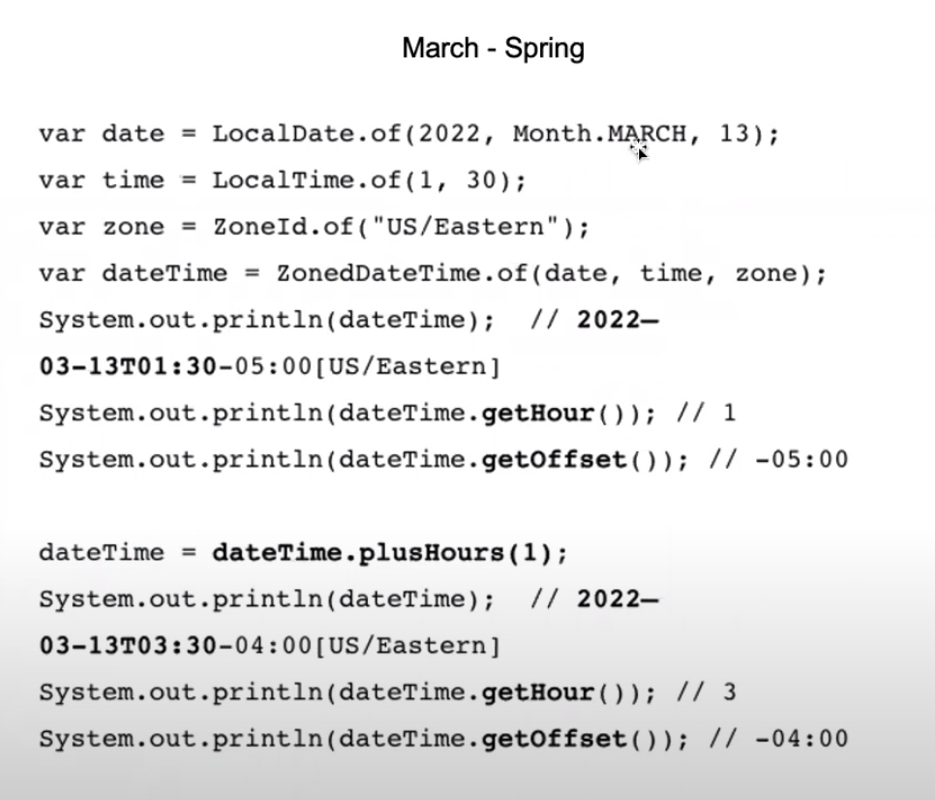 March - Spring
var date = LocalDate.of(2022, Month.MARCH, 13);
var time = LocalTime.of(1, 30);
var zone = ZoneId.of("US/Eastern");
var dateTime = ZonedDateTime.of(date, time, zone);
System.out.println(dateTime);  // 2022–
03-13T01:30-05:00[US/Eastern]
System.out.println(dateTime.getHour()); // 1
System.out.println(dateTime.getOffset()); // -05:00
dateTime = dateTime.plusHours(1);
System.out.println(dateTime);  // 2022–
03-13T03:30-04:00[US/Eastern]
System.out.println(dateTime.getHour()); // 3
System.out.println(dateTime.getOffset()); // -04:00